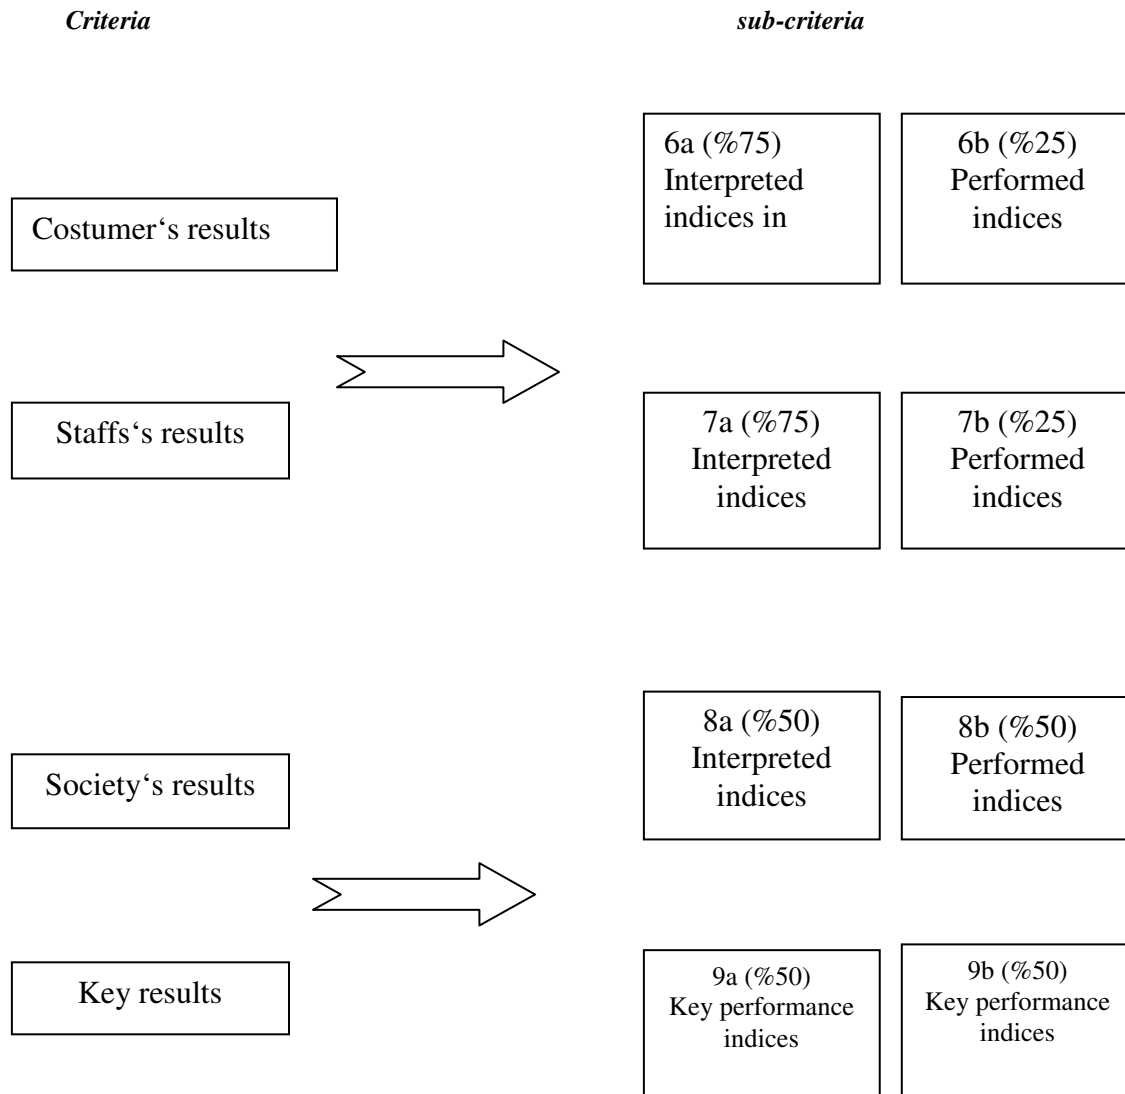 Criteria
sub-criteria
6a (%75)
Interpreted
indices in
6b (%25)
Performed
indices
Costumer‘s results
Staffs‘s results
7a (%75)
Interpreted
indices
7b (%25)
Performed
indices
8a (%50)
Interpreted
indices
8b (%50)
Performed
indices
Society‘s results
Key results
9a (%50)
Key performance
indices
9b (%50)
Key performance
indices